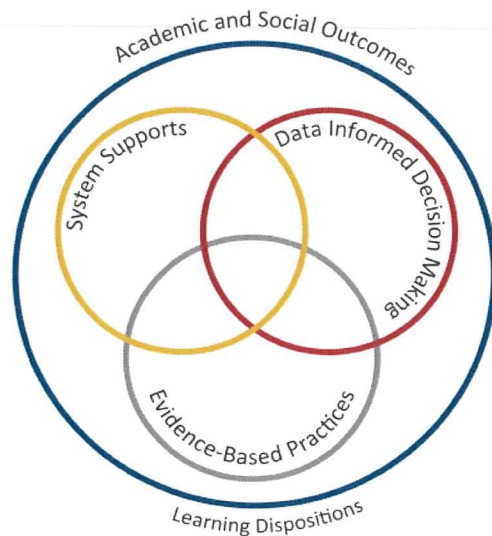 Academic and Social Outcomes
System Supports
Data Informed Decision Making
Evidence-Based Practices
Learning Dispositions